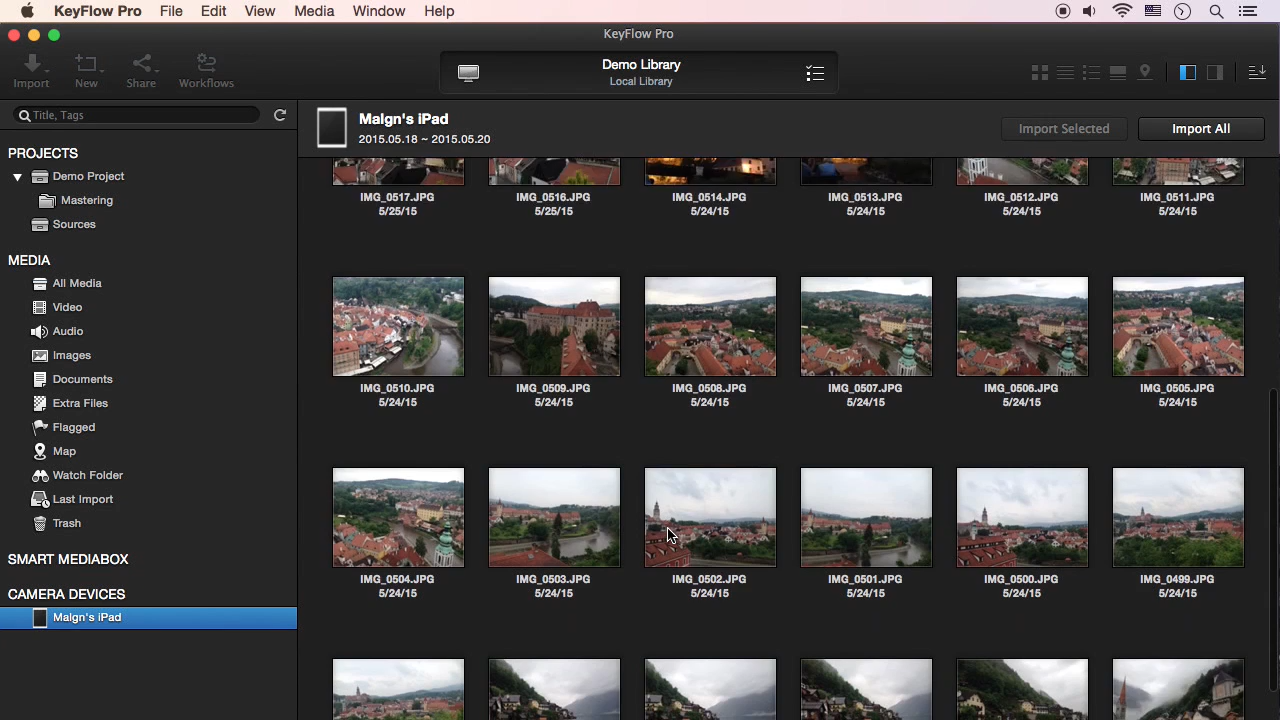 KeyFlow Pro File Edit View Media Window Help
KeyFlow Pro
Demo Library
Local Library
Import New Share Workflows
Title, Tags
Malgn's iPad
2015.05.18 ~ 2015.05.20
Import Selected Import All
PROJECTS
Demo Project
Mastering
Sources
MEDIA
All Media
Video
Audio
Images
Documents
Extra Files
Flagged
Map
Watch Folder
Last Import
Trash
SMART MEDIABOX
CAMERA DEVICES
Malgn's iPad
IMG_0517.JPG IMG_0516.JPG IMG_0514.JPG IMG_0513.JPG IMG_0512.JPG IMG_0511.JPG
5/25/15 5/25/15 5/24/15 5/24/15 5/24/15 5/24/15
IMG_0510.JPG IMG_0509.JPG IMG_0508.JPG IMG_0507.JPG IMG_0506.JPG IMG_0505.JPG
5/24/15 5/24/15 5/24/15 5/24/15 5/24/15 5/24/15
IMG_0504.JPG IMG_0503.JPG IMG_0502.JPG IMG_0501.JPG IMG_0500.JPG IMG_0499.JPG
5/24/15 5/24/15 5/24/15 5/24/15 5/24/15 5/24/15